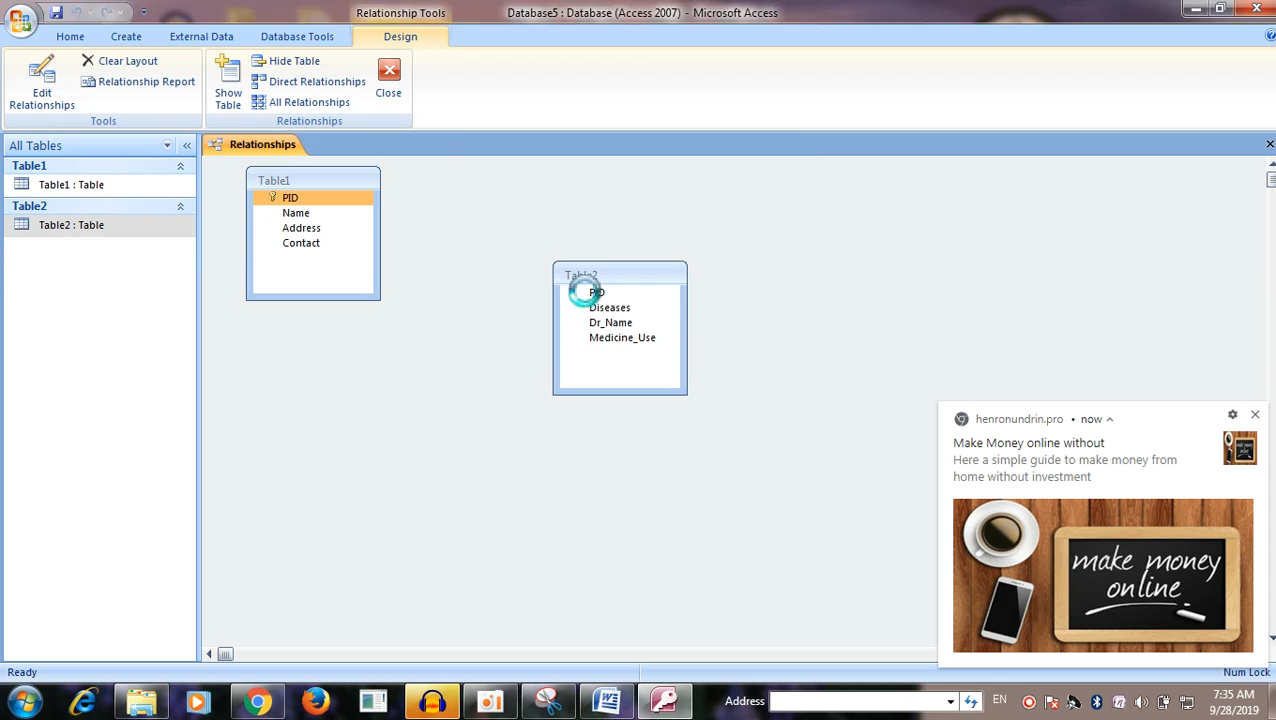 Relationship Tools
Database5 : Database (Access 2007) - Microsoft Access
Home
Create
External Data
Database Tools
Design
Edit
Relationships
Clear Layout
Relationship Report
Tools
Show
Table
Hide Table
Direct Relationships
All Relationships
Close
Relationships
All Tables
Table1
Table1 : Table
Table2
Table2 : Table
Relationships
Table1
PID
Name
Address
Contact
Table2
PID
Diseases
Dr_Name
Medicine_Use
henronundrin.pro • now
Make Money online without
Here a simple guide to make money from
home without investment
make money
online
Ready
Num Lock
Address
EN
7:35 AM
9/28/2019